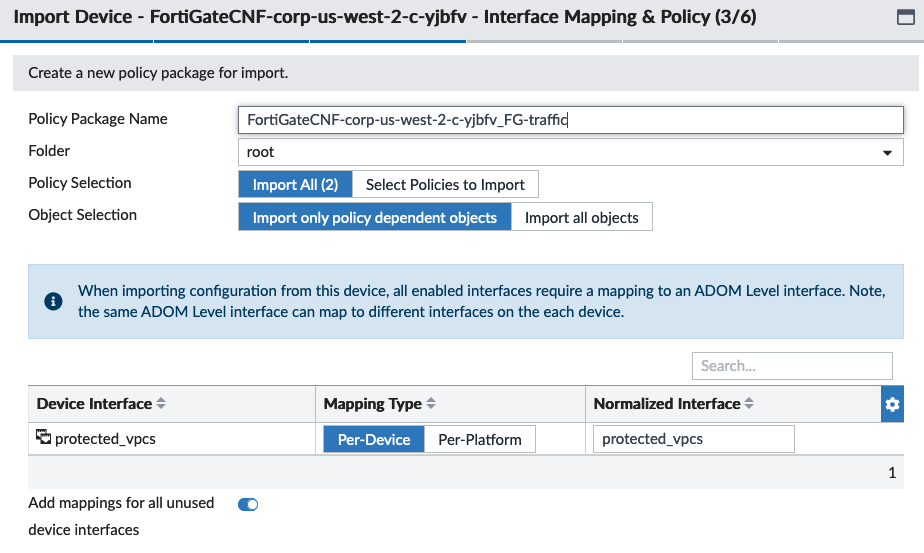 Import Device - FortiGateCNF-corp-us-west-2-c-yjbfv - Interface Mapping & Policy (3/6)
Create a new policy package for import.
Policy Package Name FortiGateCNF-corp-us-west-2-c-yjbfv_FG-traffic
Folder root
Policy Selection Import All (2) Select Policies to Import
Object Selection Import only policy dependent objects Import all objects
When importing configuration from this device, all enabled interfaces require a mapping to an ADOM Level interface. Note,
the same ADOM Level interface can map to different interfaces on the each device.
Search...
Device Interface Mapping Type Normalized Interface
protected_vpcs Per-Device Per-Platform protected_vpcs
1
Add mappings for all unused
device interfaces